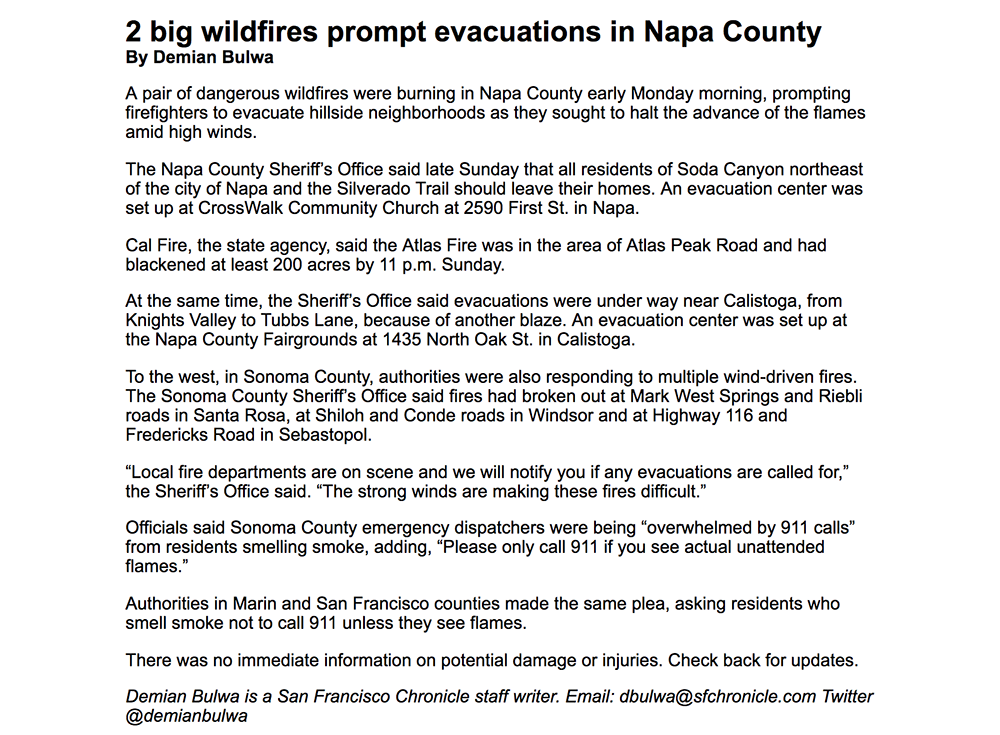 2 big wildfires prompt evacuations in Napa County
By Demian Bulwa
A pair of dangerous wildfires were burning in Napa County early Monday morning, prompting
firefighters to evacuate hillside neighborhoods as they sought to halt the advance of the flames
amid high winds.
The Napa County Sheriff’s Office said late Sunday that all residents of Soda Canyon northeast
of the city of Napa and the Silverado Trail should leave their homes. An evacuation center was
set up at CrossWalk Community Church at 2590 First St. in Napa.
Cal Fire, the state agency, said the Atlas Fire was in the area of Atlas Peak Road and had
blackened at least 200 acres by 11 p.m. Sunday.
At the same time, the Sheriff’s Office said evacuations were under way near Calistoga, from
Knights Valley to Tubbs Lane, because of another blaze. An evacuation center was set up at
the Napa County Fairgrounds at 1435 North Oak St. in Calistoga.
To the west, in Sonoma County, authorities were also responding to multiple wind-driven fires.
The Sonoma County Sheriff’s Office said fires had broken out at Mark West Springs and Riebli
roads in Santa Rosa, at Shiloh and Conde roads in Windsor and at Highway 116 and
Fredericks Road in Sebastopol.
“Local fire departments are on scene and we will notify you if any evacuations are called for,”
the Sheriff’s Office said. “The strong winds are making these fires difficult.”
Officials said Sonoma County emergency dispatchers were being “overwhelmed by 911 calls”
from residents smelling smoke, adding, “Please only call 911 if you see actual unattended
flames.”
Authorities in Marin and San Francisco counties made the same plea, asking residents who
smell smoke not to call 911 unless they see flames.
There was no immediate information on potential damage or injuries. Check back for updates.
Demian Bulwa is a San Francisco Chronicle staff writer. Email: dbulwa@sfchronicle.com Twitter
@demianbulwa